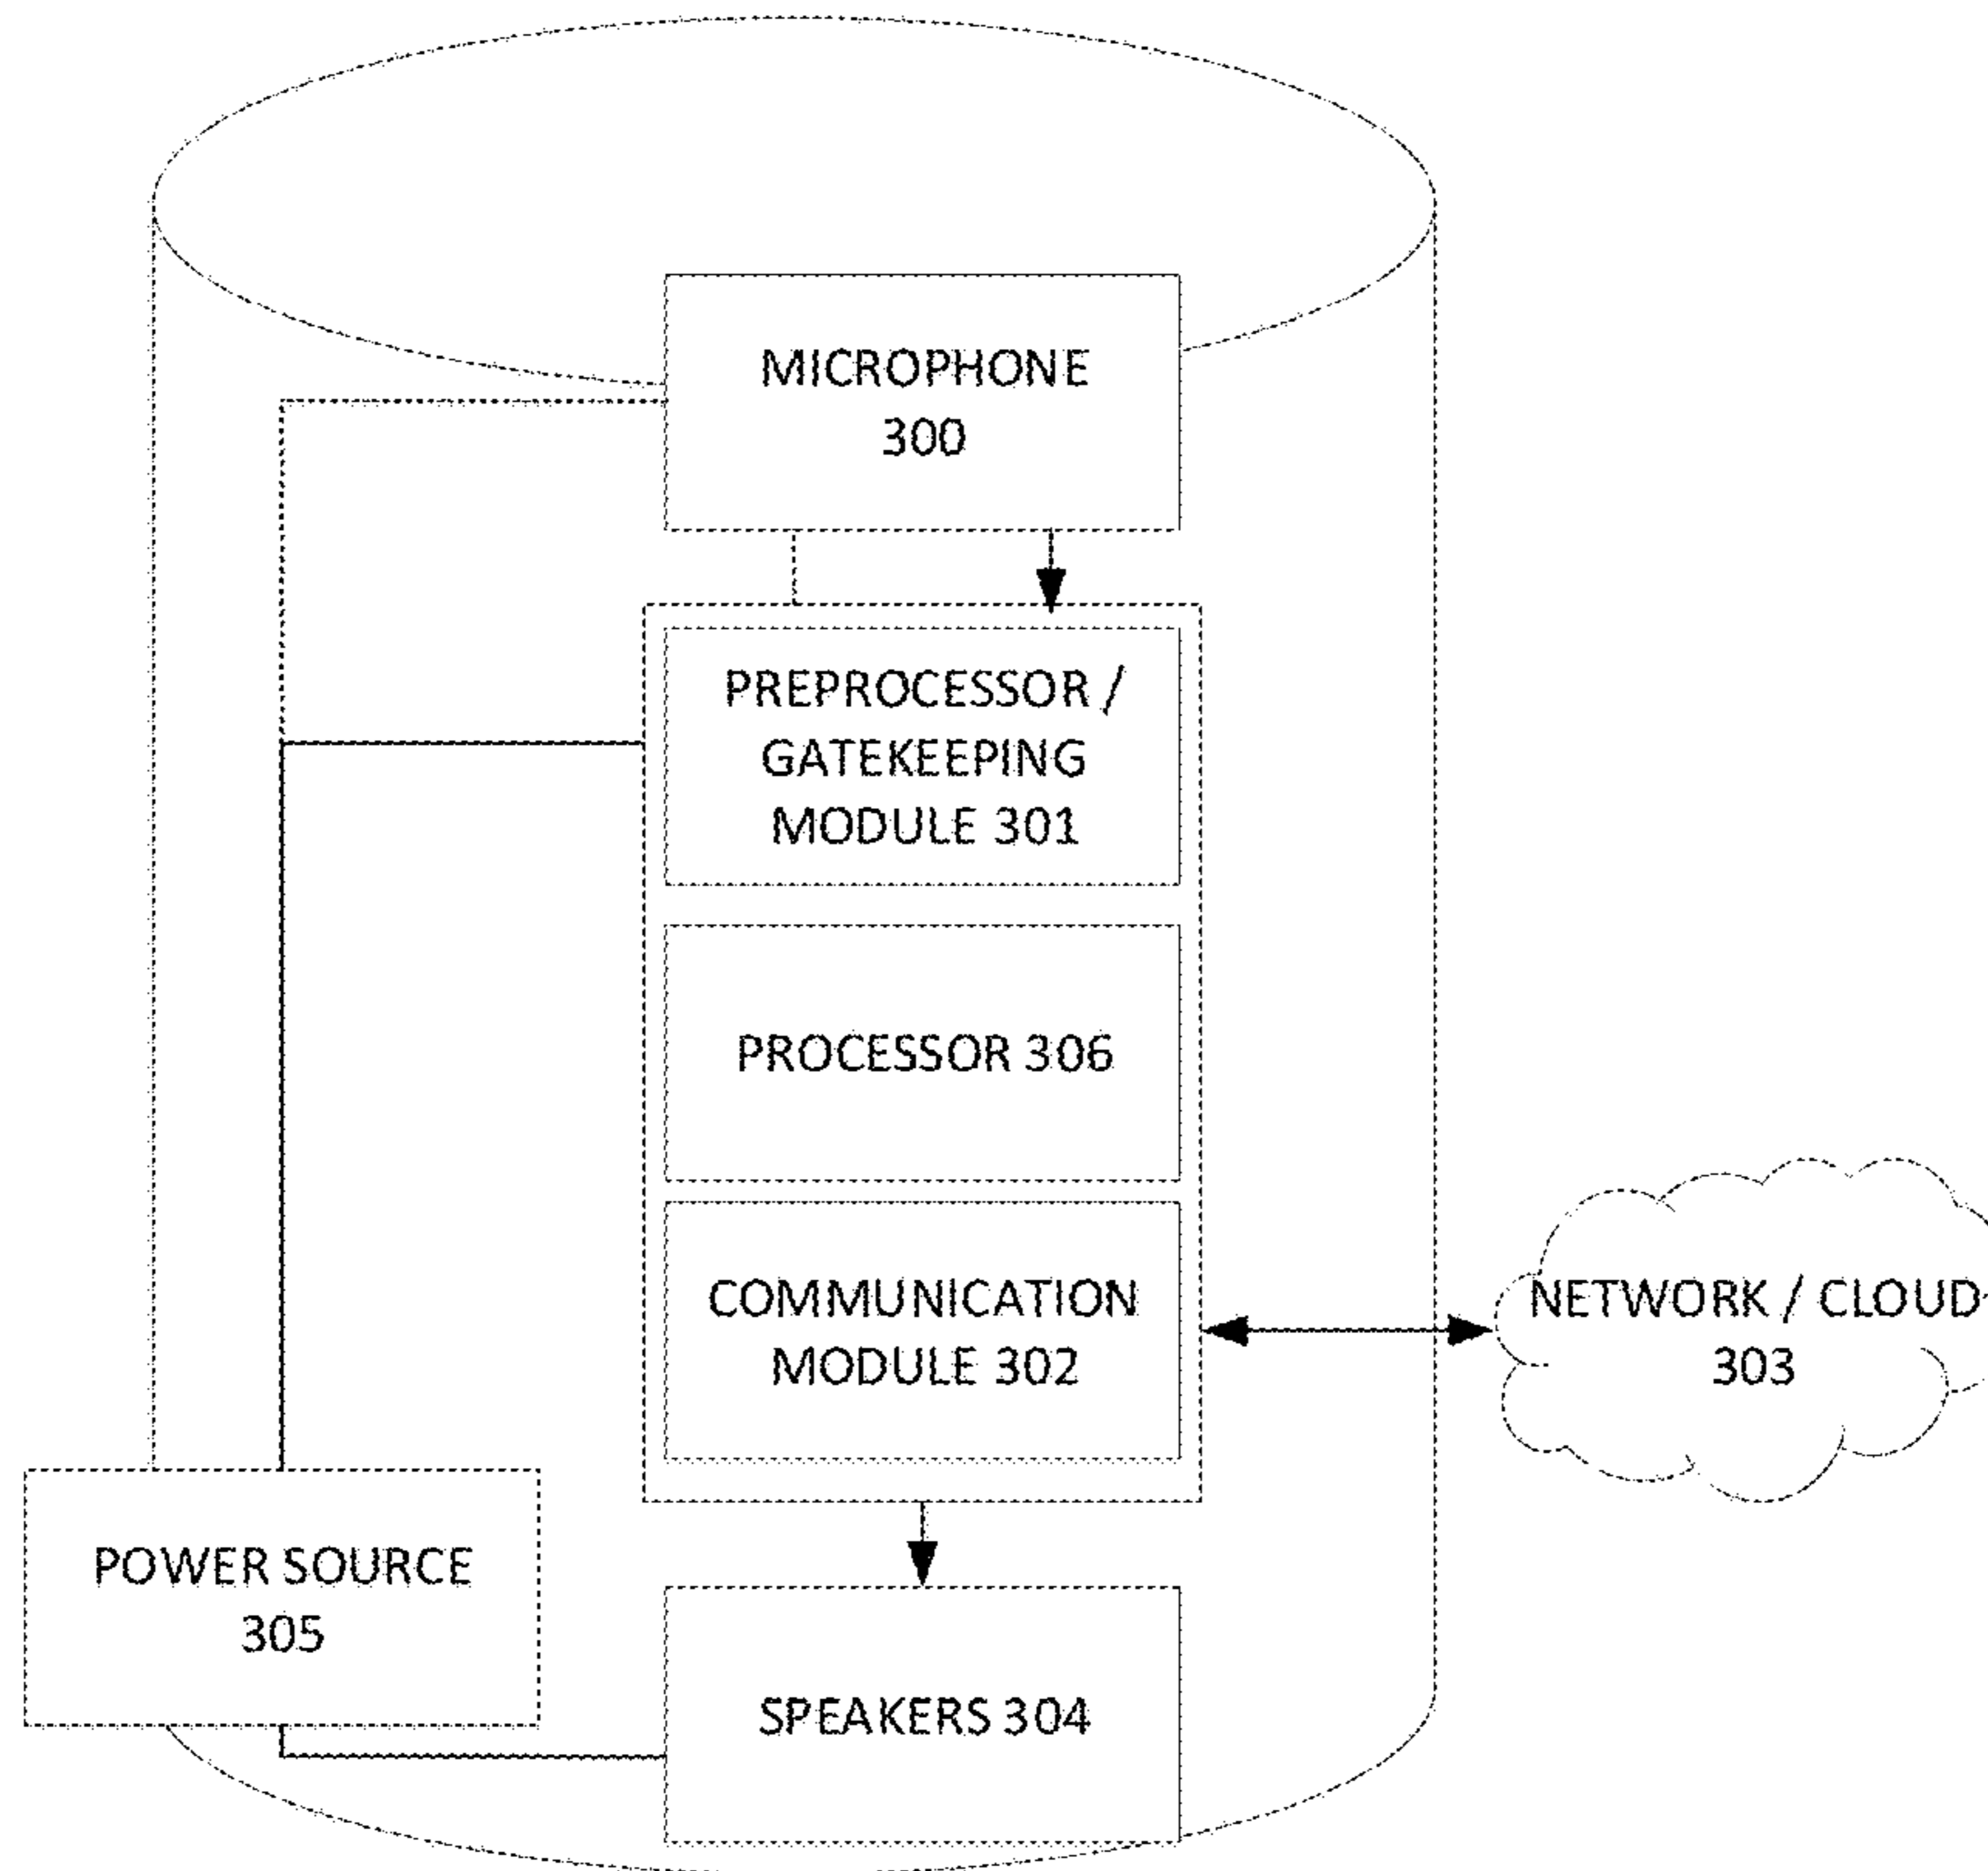 MICROPHONE
300
PREPROCESSOR /
GATEKEEPING
MODULE 301
PROCESSOR 306
COMMUNICATION
MODULE 302
NETWORK / CLOUD
303
POWER SOURCE
305
SPEAKERS 304